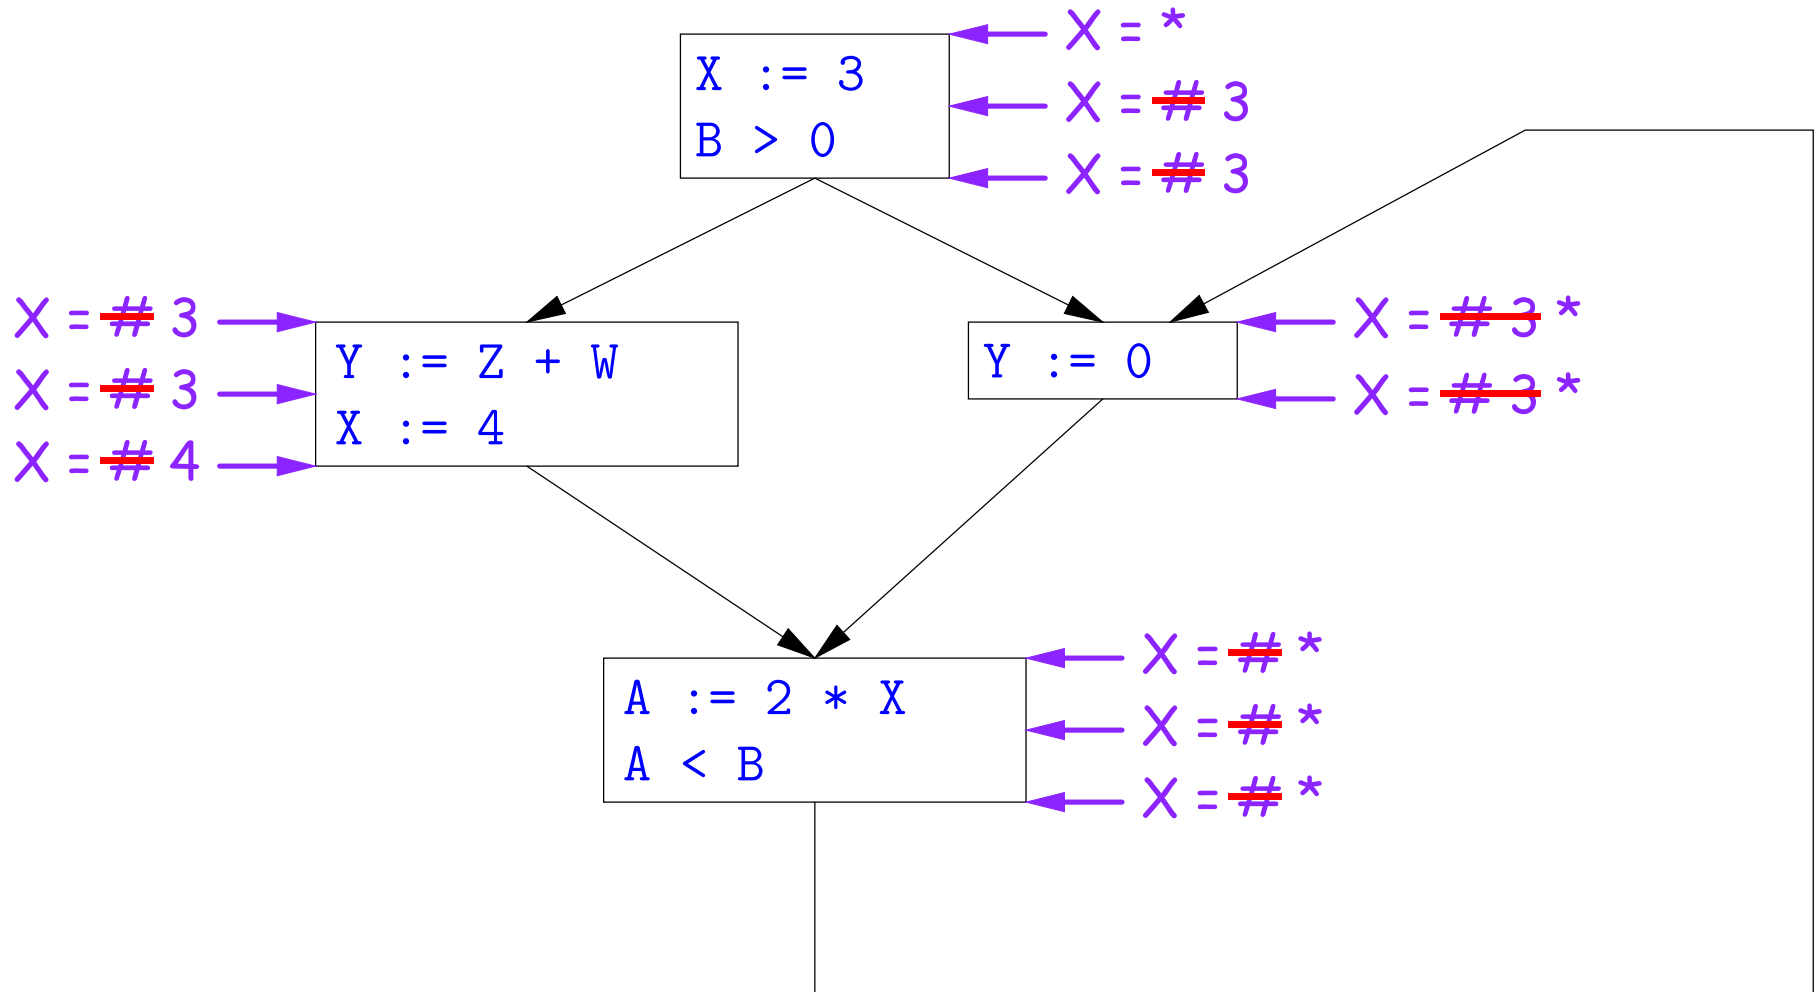 X = *
X := 3
X = # 3
B > 0
X = # 3
X = # 3
Y := Z + W
X = # 3
X := 4
X = # 4
Y := 0
X = # 3 *
X = # 3 *
A := 2 * X
X = # *
X = # *
A < B
X = # *